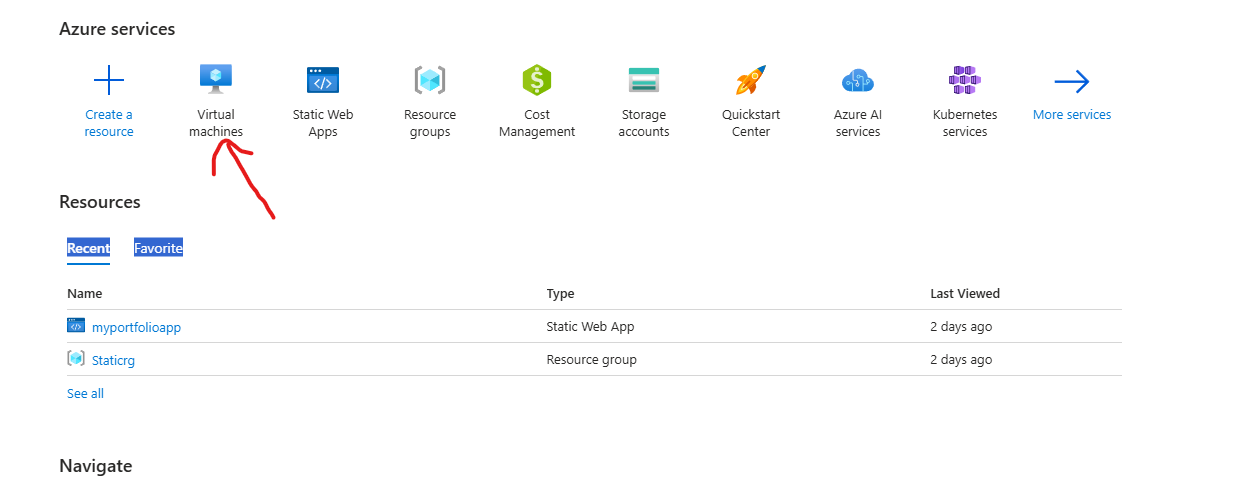 Azure services
Create a
resource
Virtual
machines
Static Web
Apps
Resource
groups
Cost
Management
Storage
accounts
Quickstart
Center
Azure AI
services
Kubernetes
services
More services
Resources
Recent Favorite
Name Type Last Viewed
myportfolioapp Static Web App 2 days ago
Staticrg Resource group 2 days ago
See all
Navigate